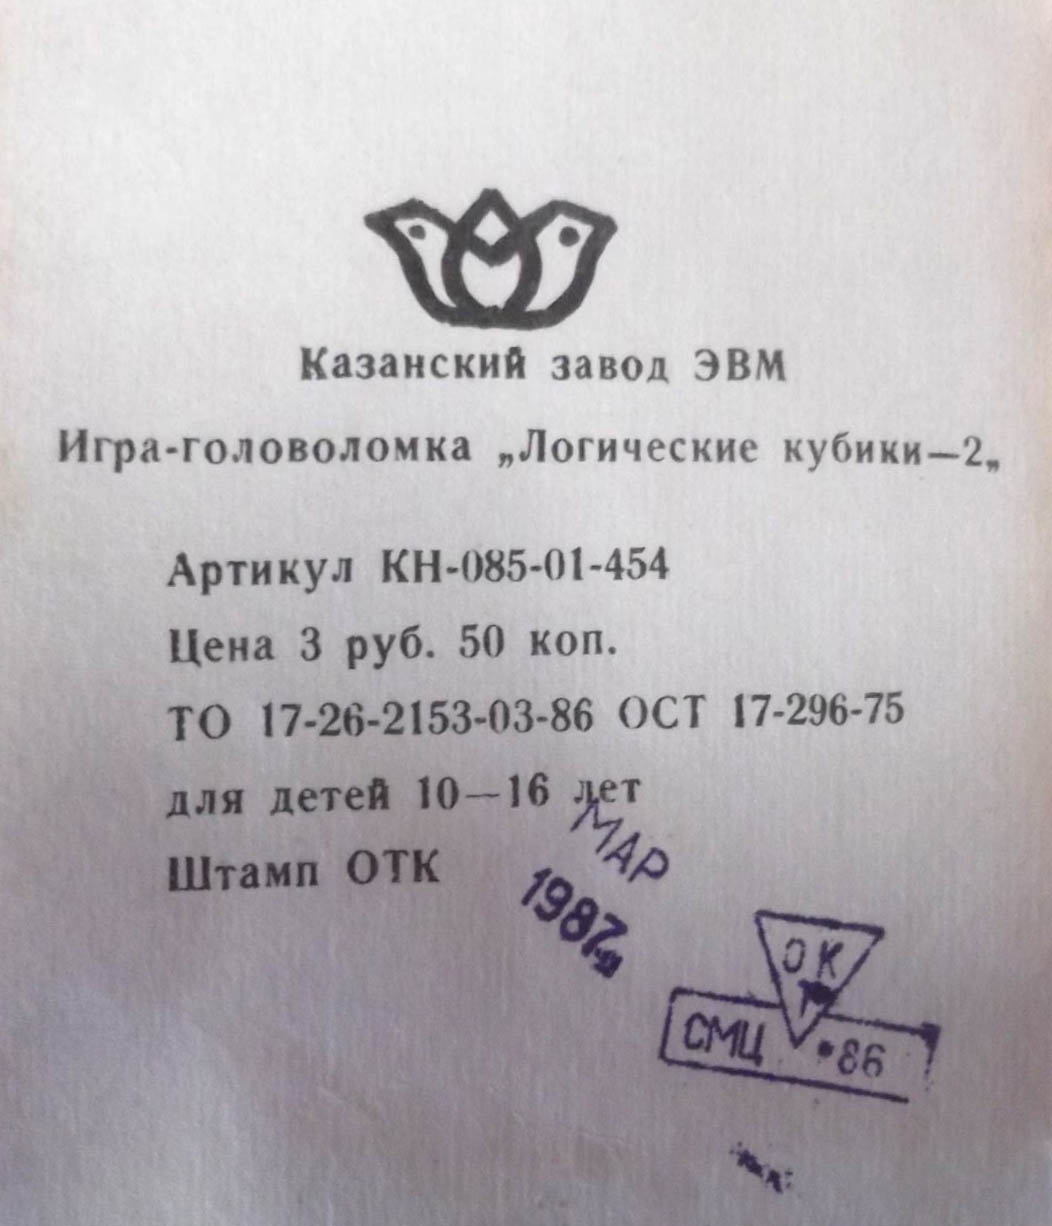 Казанский завод ЭВМ
Игра-головоломка „Логические кубики—2„
Артикул КН-085-01-454
Цена 3 руб. 50 коп.
ТО 17-26-2153-03-86 ОСТ 17-296-75
для детей 10—16 лет
Штамп ОТК
МАР
1987г
ОК
СМЦ •86